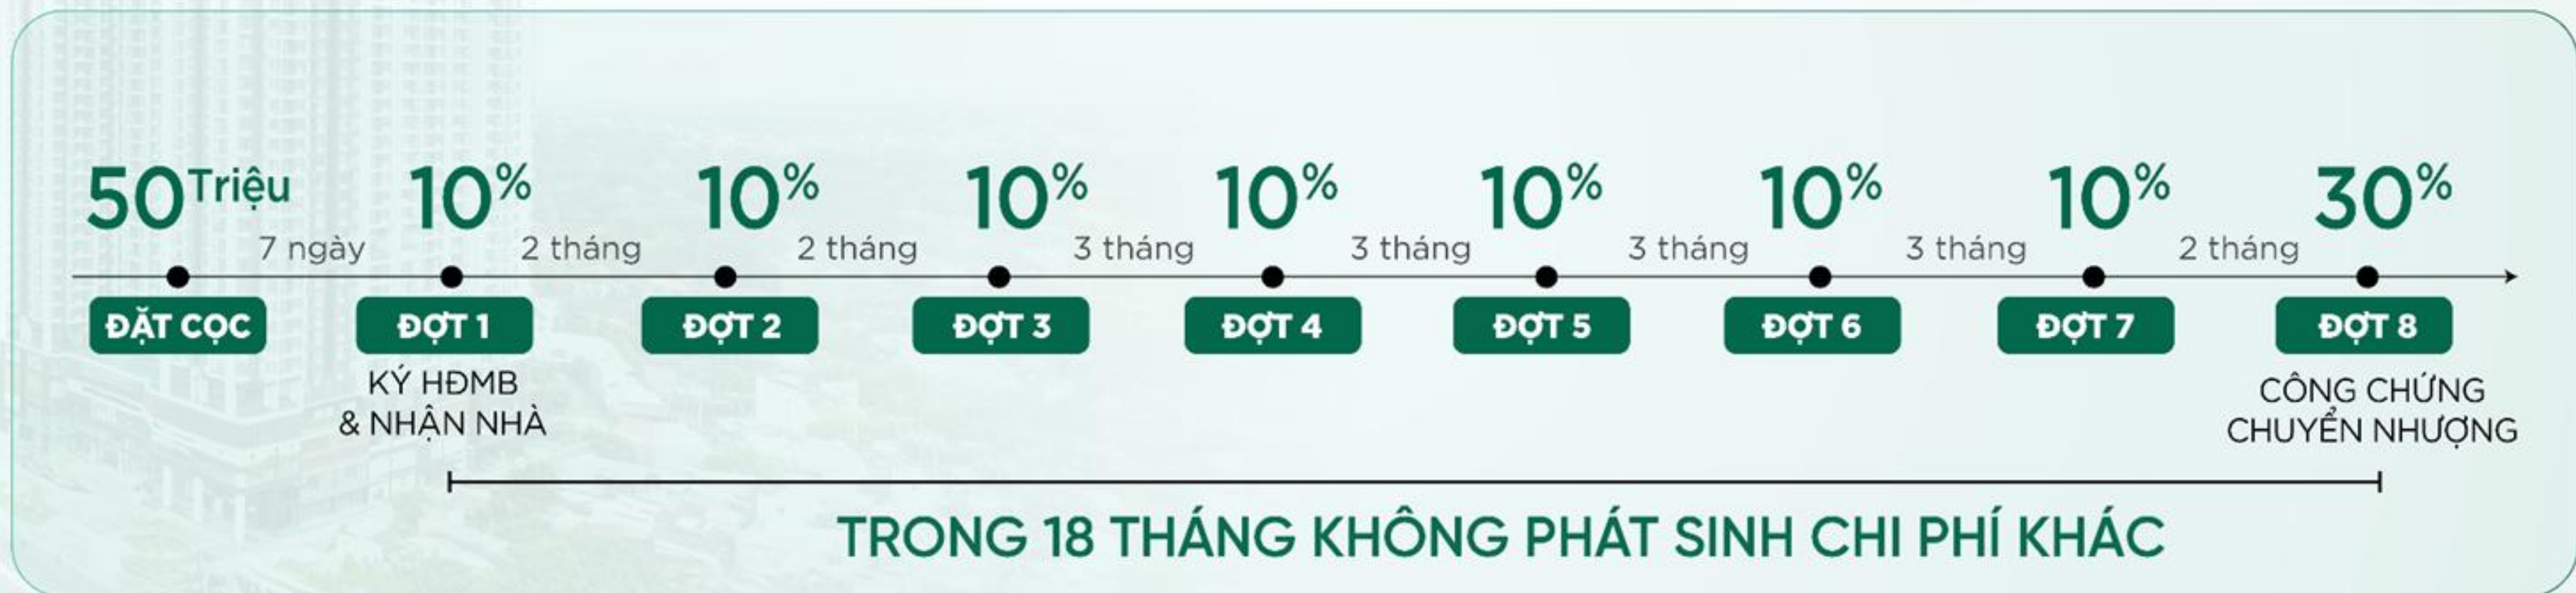 50 Triệu 10% 10% 10% 10% 10% 10% 10% 30%
7 ngày 2 tháng 2 tháng 3 tháng 3 tháng 3 tháng 3 tháng 2 tháng
ĐẶT CỌC ĐỢT 1 ĐỢT 2 ĐỢT 3 ĐỢT 4 ĐỢT 5 ĐỢT 6 ĐỢT 7 ĐỢT 8
KÝ HĐMB CÔNG CHỨNG
& NHẬN NHÀ CHUYỂN NHƯỢNG
TRONG 18 THÁNG KHÔNG PHÁT SINH CHI PHÍ KHÁC